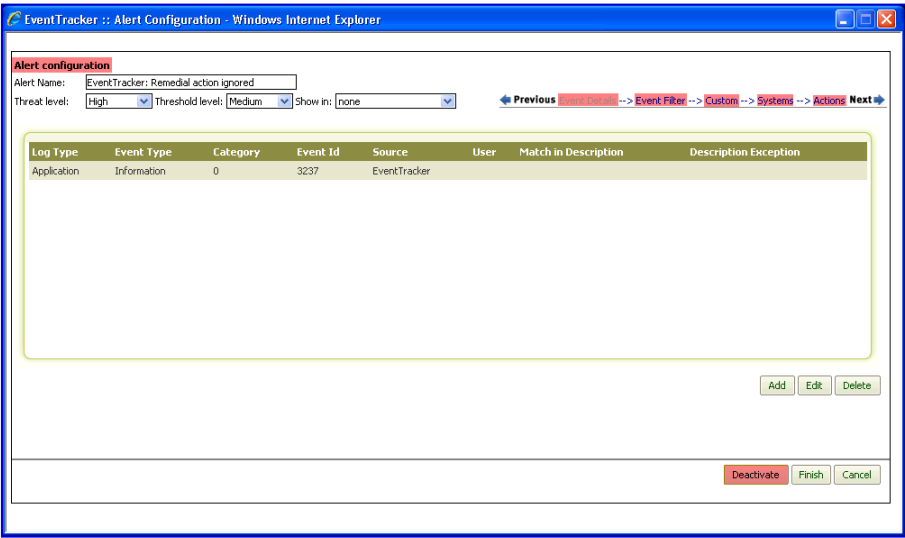 EventTracker :: Alert Configuration - Windows Internet Explorer
Alert configuration
Alert Name: EventTracker: Remedial action ignored
Threat level: High Threshold level: Medium Show in: none Previous Event Details --> Event Filter --> Custom --> Systems --> Actions Next
Log Type Event Type Category Event Id Source User Match in Description Description Exception
Application Information 0 3237 EventTracker
Add Edit Delete
Deactivate Finish Cancel